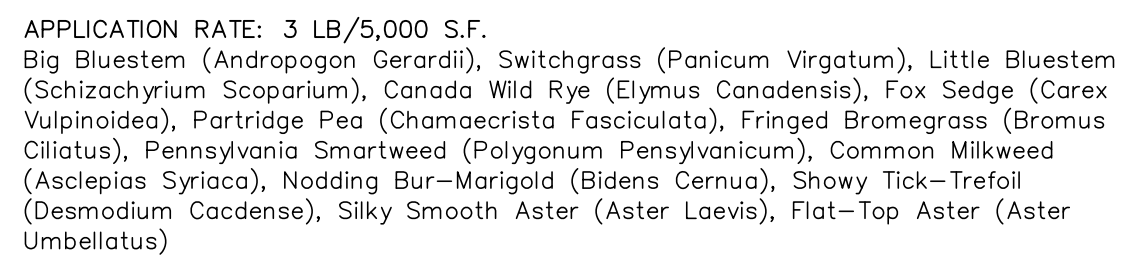 APPLICATION RATE: 3 LB/5,000 S.F.
Big Bluestem (Andropogon Gerardii), Switchgrass (Panicum Virgatum), Little Bluestem
(Schizachyrium Scoparium), Canada Wild Rye (Elymus Canadensis), Fox Sedge (Carex
Vulpinoidea), Partridge Pea (Chamaecrista Fasciculata), Fringed Bromegrass (Bromus
Ciliatus), Pennsylvania Smartweed (Polygonum Pensylvanicum), Common Milkweed
(Asclepias Syriaca), Nodding Bur-Marigold (Bidens Cernua), Showy Tick-Trefoil
(Desmodium Cacdense), Silky Smooth Aster (Aster Laevis), Flat-Top Aster (Aster
Umbellatus)